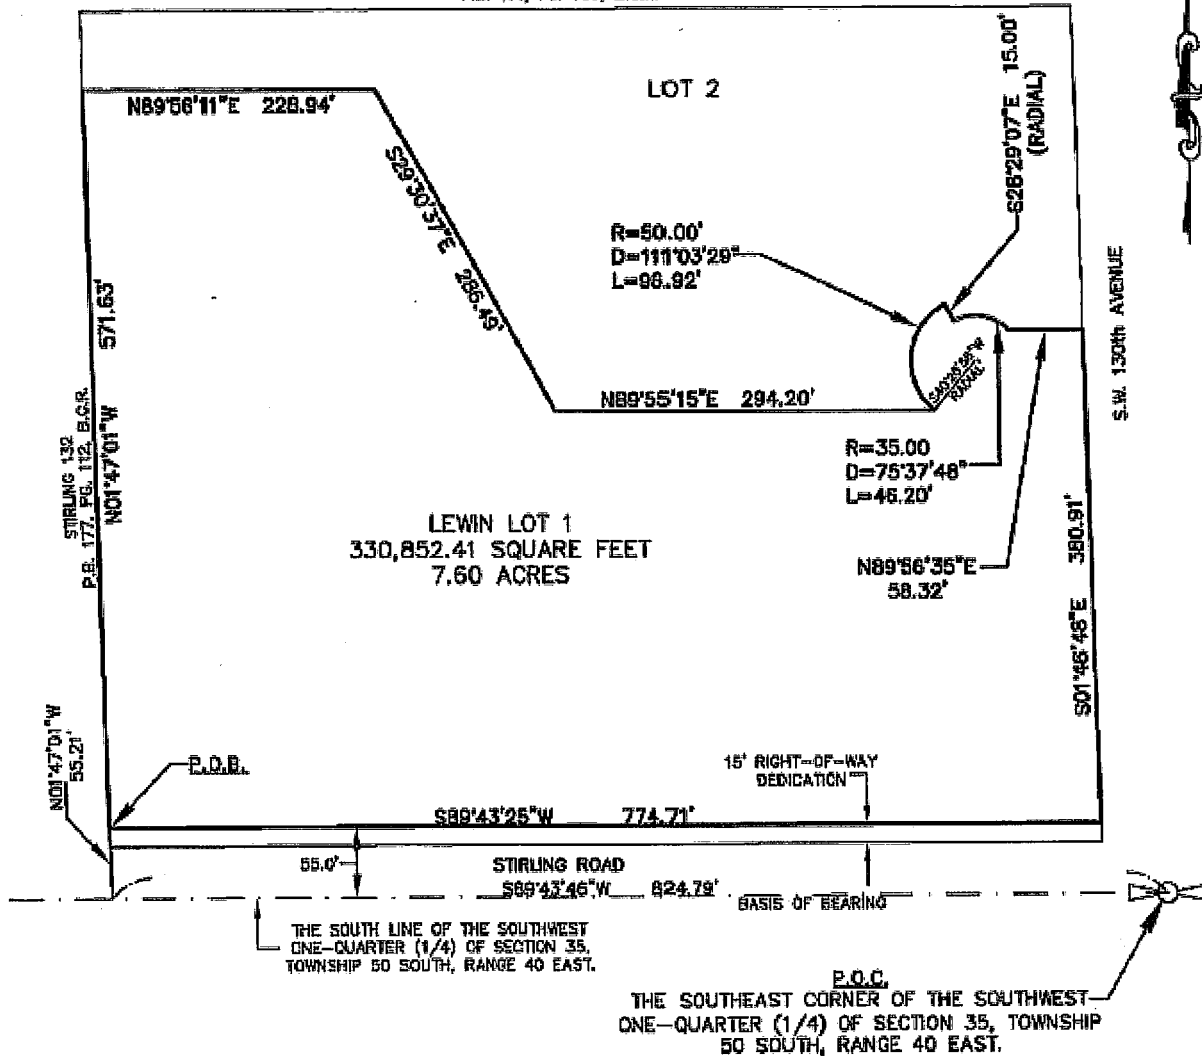 LOT 2
N89°56'11"E 228.94'
S29°30'37"E 286.49'
S28°29'07"E 15.00'
(RADIAL)
R=50.00'
D=111°03'29"
L=96.92'
S.W. 130th AVENUE
571.63'
N01°47'01"W
STIRLING 132
P.B. 177, PG. 112, B.C.R.
RADIAL
N89°55'15"E 294.20'
R=35.00
D=75°37'48"
L=46.20'
LEWIN LOT 1
330,852.41 SQUARE FEET
7.60 ACRES
N89°56'35"E
58.32'
S01°46'48"E 380.91'
N01°47'01"W
55.21'
P.O.B.
15' RIGHT-OF-WAY
DEDICATION
S89°43'25"W 774.71'
55.0'
STIRLING ROAD
S89°43'46"W 824.79'
BASIS OF BEARING
THE SOUTH LINE OF THE SOUTHWEST
ONE-QUARTER (1/4) OF SECTION 35,
TOWNSHIP 50 SOUTH, RANGE 40 EAST.
P.O.C.
THE SOUTHEAST CORNER OF THE SOUTHWEST
ONE-QUARTER (1/4) OF SECTION 35, TOWNSHIP
50 SOUTH, RANGE 40 EAST.